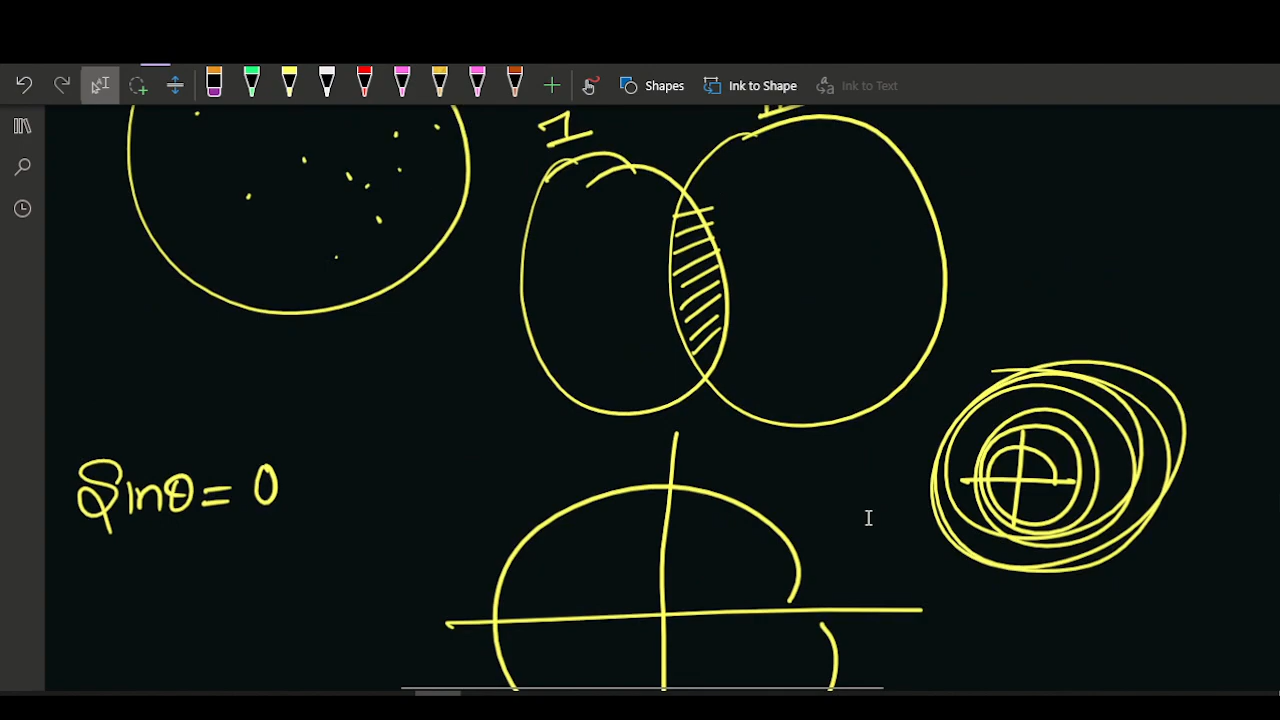 Shapes
Ink to Shape
Ink to Text
I
Sinθ = 0